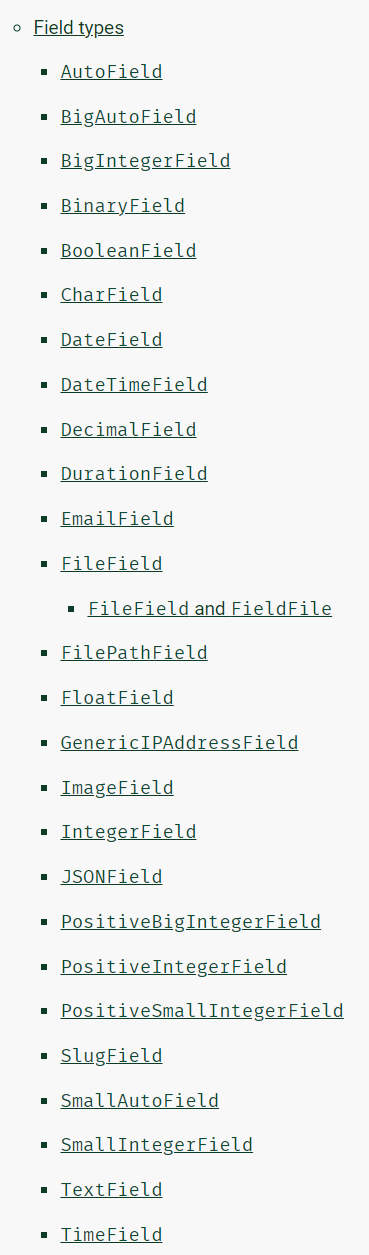 Field types
AutoField
BigAutoField
BigIntegerField
BinaryField
BooleanField
CharField
DateField
DateTimeField
DecimalField
DurationField
EmailField
FileField
FileField and FieldFile
FilePathField
FloatField
GenericIPAddressField
ImageField
IntegerField
JSONField
PositiveBigIntegerField
PositiveIntegerField
PositiveSmallIntegerField
SlugField
SmallAutoField
SmallIntegerField
TextField
TimeField